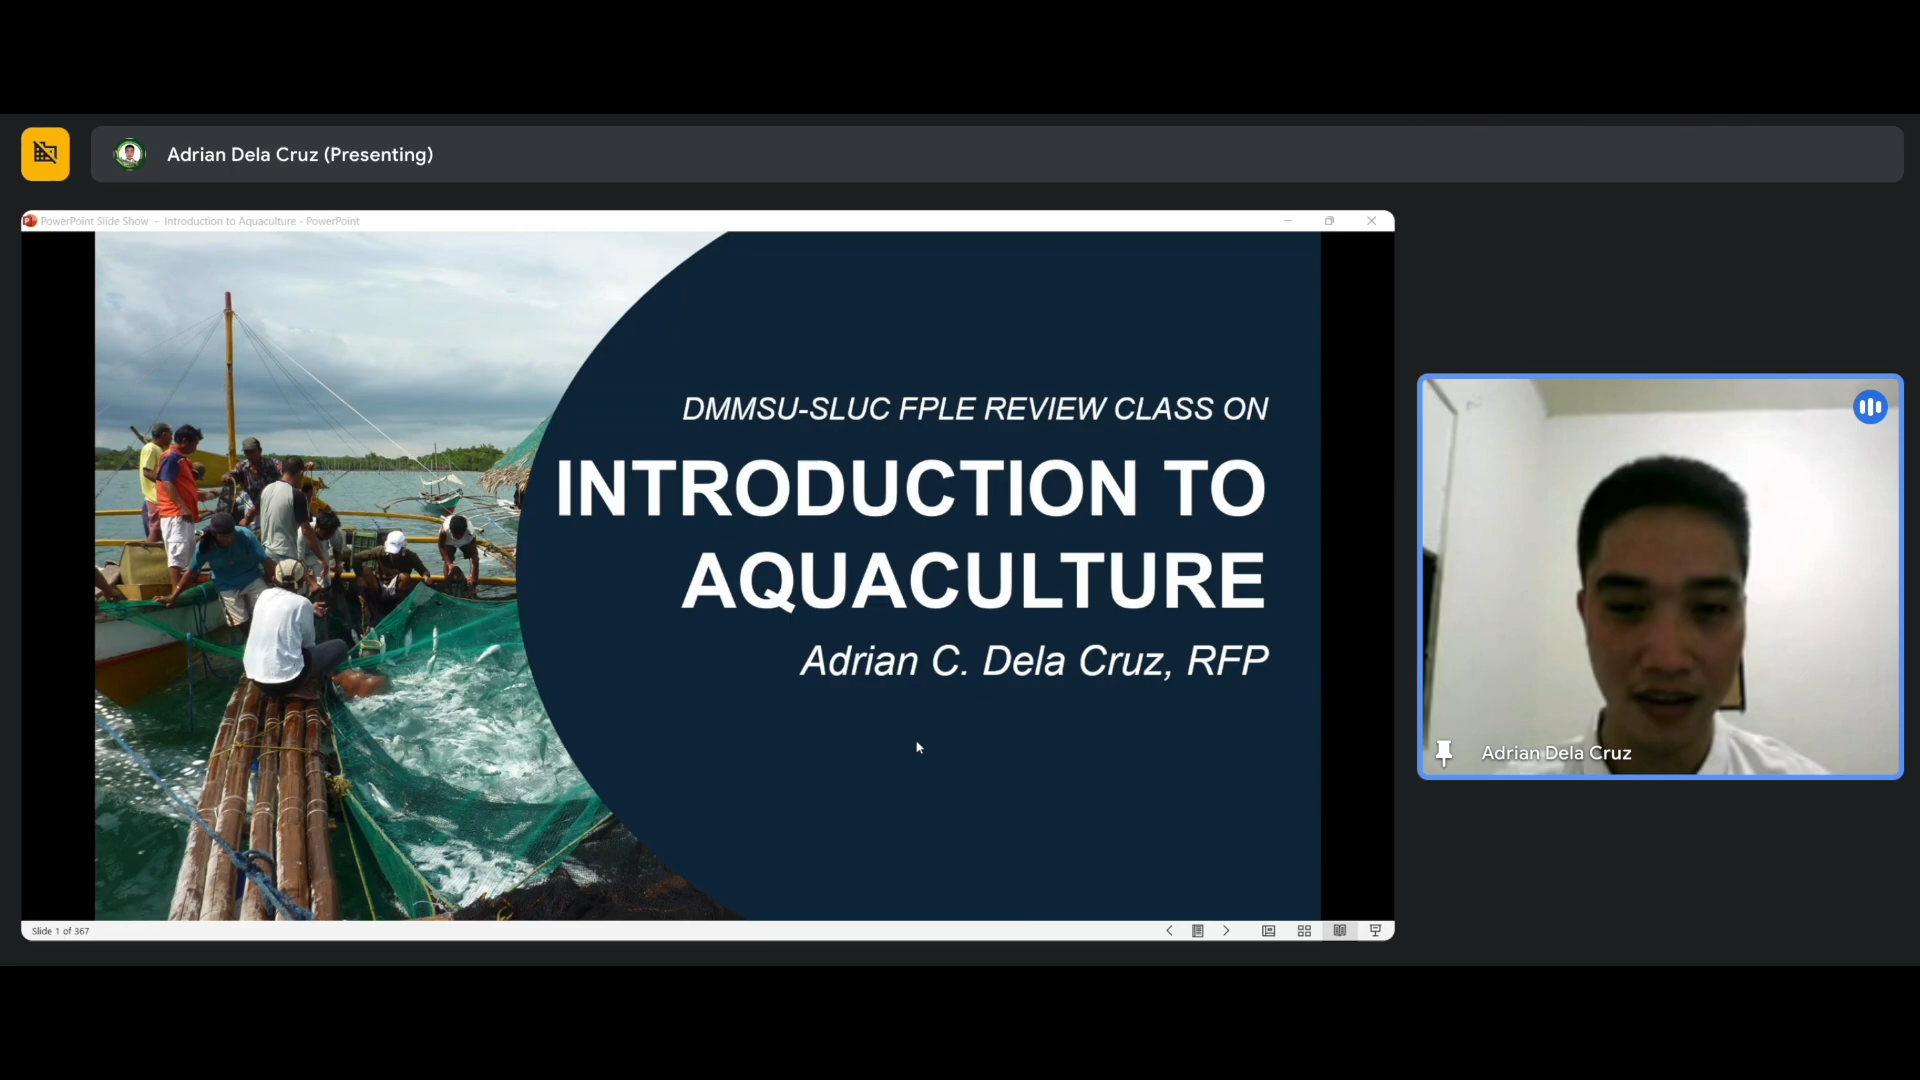 Adrian Dela Cruz (Presenting)
PowerPoint Slide Show - Introduction to Aquaculture - PowerPoint
DMMSU-SLUC FPLE REVIEW CLASS ON
INTRODUCTION TO
AQUACULTURE
Adrian C. Dela Cruz, RFP
Adrian Dela Cruz
Slide 1 of 367